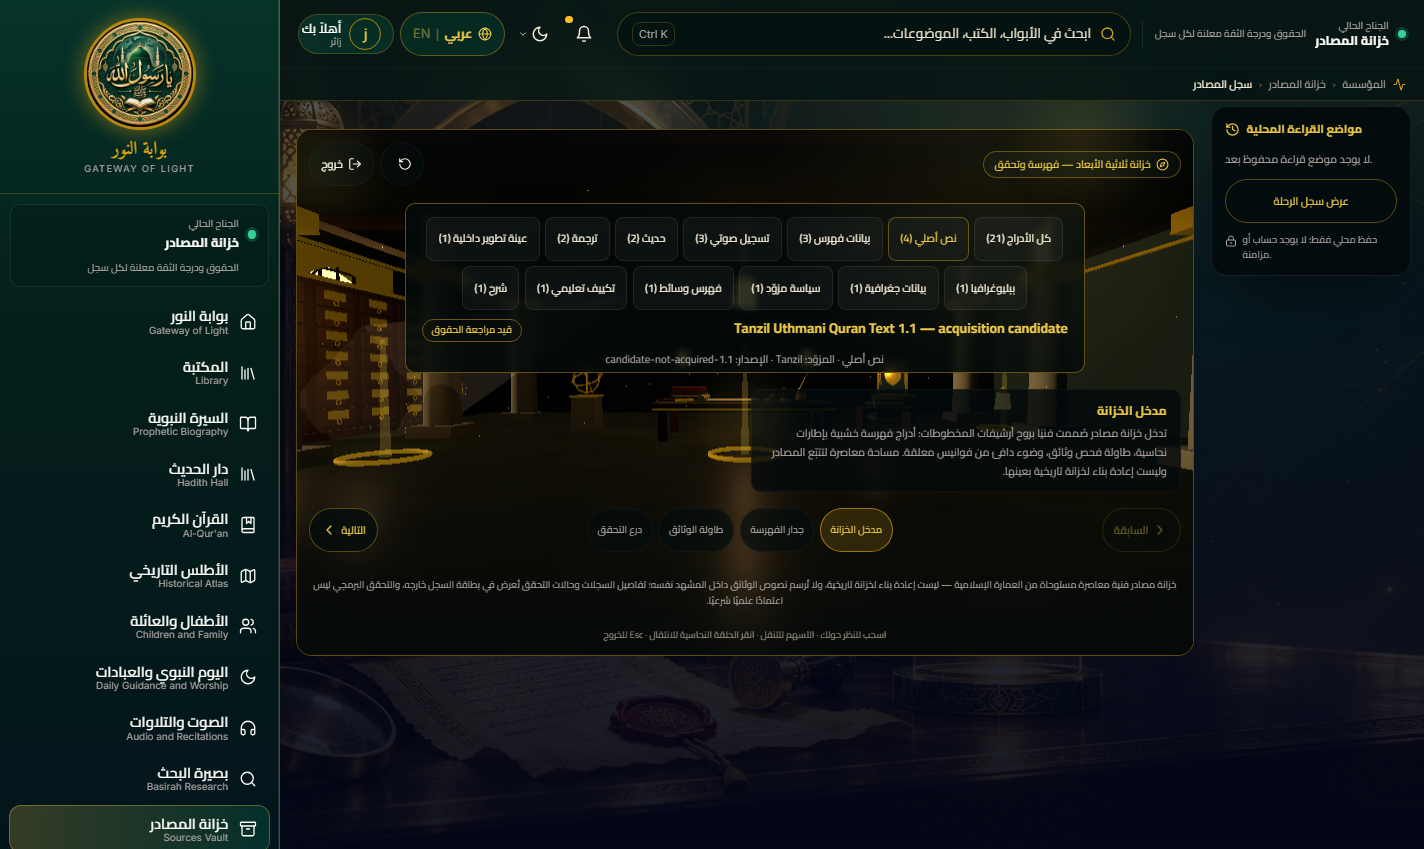 الجناح الحالي
خزانة المصادر
الحقوق ودرجة الثقة معلنة لكل سجل
ابحث في الأبواب، الكتب، الموضوعات...
Ctrl K
عربي | EN
ز
أهلاً بك
زائر
المؤسسة ‹ خزانة المصادر ‹ سجل المصادر
يا رسول الله
بوابة النور
GATEWAY OF LIGHT
الجناح الحالي
خزانة المصادر
الحقوق ودرجة الثقة معلنة لكل سجل
بوابة النور
Gateway of Light
المكتبة
Library
السيرة النبوية
Prophetic Biography
دار الحديث
Hadith Hall
القرآن الكريم
Al-Qur'an
الأطلس التاريخي
Historical Atlas
الأطفال والعائلة
Children and Family
اليوم النبوي والعبادات
Daily Guidance and Worship
الصوت والتلاوات
Audio and Recitations
بصيرة البحث
Basirah Research
خزانة المصادر
Sources Vault
مواضع القراءة المحلية
لا يوجد موضع قراءة محفوظ بعد.
عرض سجل الرحلة
حفظ محلي فقط؛ لا يوجد حساب أو
مزامنة.
خزانة ثلاثية الأبعاد — فهرسة وتحقق
خروج
كل الأدراج (21)
نص أصلي (4)
بيانات فهرس (3)
تسجيل صوتي (3)
حديث (2)
ترجمة (2)
عينة تطوير داخلية (1)
ببليوغرافيا (1)
بيانات جغرافية (1)
سياسة مزوّد (1)
فهرس وسائط (1)
تكييف تعليمي (1)
شرح (1)
Tanzil Uthmani Quran Text 1.1 — acquisition candidate
قيد مراجعة الحقوق
نص أصلي · المزوّد: Tanzil · الإصدار: candidate-not-acquired-1.1
مدخل الخزانة
تدخل خزانة مصادر صُممت فنيًا بروح أرشيفات المخطوطات: أدراج فهرسة خشبية بإطارات
نحاسية، طاولة فحص وثائق، وضوء دافئ من فوانيس معلقة. مساحة معاصرة لتتبّع المصادر
وليست إعادة بناء لخزانة تاريخية بعينها.
السابقة
مدخل الخزانة
جدار الفهرسة
طاولة الوثائق
درع التحقق
التالية
خزانة مصادر فنية معاصرة مستوحاة من العمارة الإسلامية — ليست إعادة بناء لخزانة تاريخية، ولا تُرسم نصوص الوثائق داخل المشهد نفسه؛ تفاصيل السجلات وحالات التحقق تُعرض في بطاقة السجل خارجه، والتحقق البرمجي ليس
اعتمادًا علميًا شرعيًا.
اسحب للنظر حولك · الأسهم للتنقل · انقر الحلقة النحاسية للانتقال · Esc للخروج